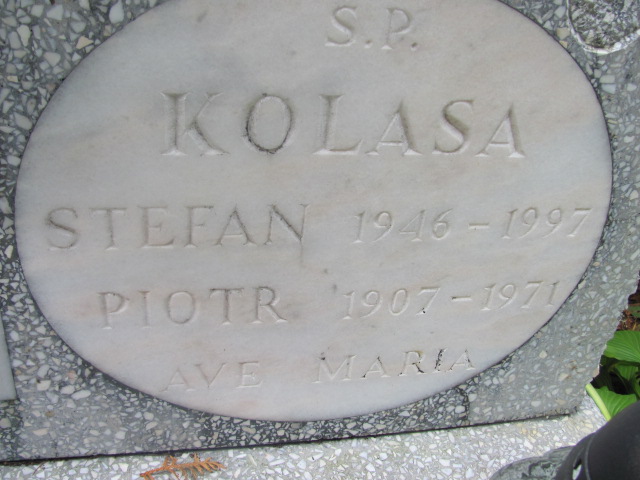 S.P.
KOLASA
STEFAN 1946-1997
PIOTR 1907-1971
AVE MARIA